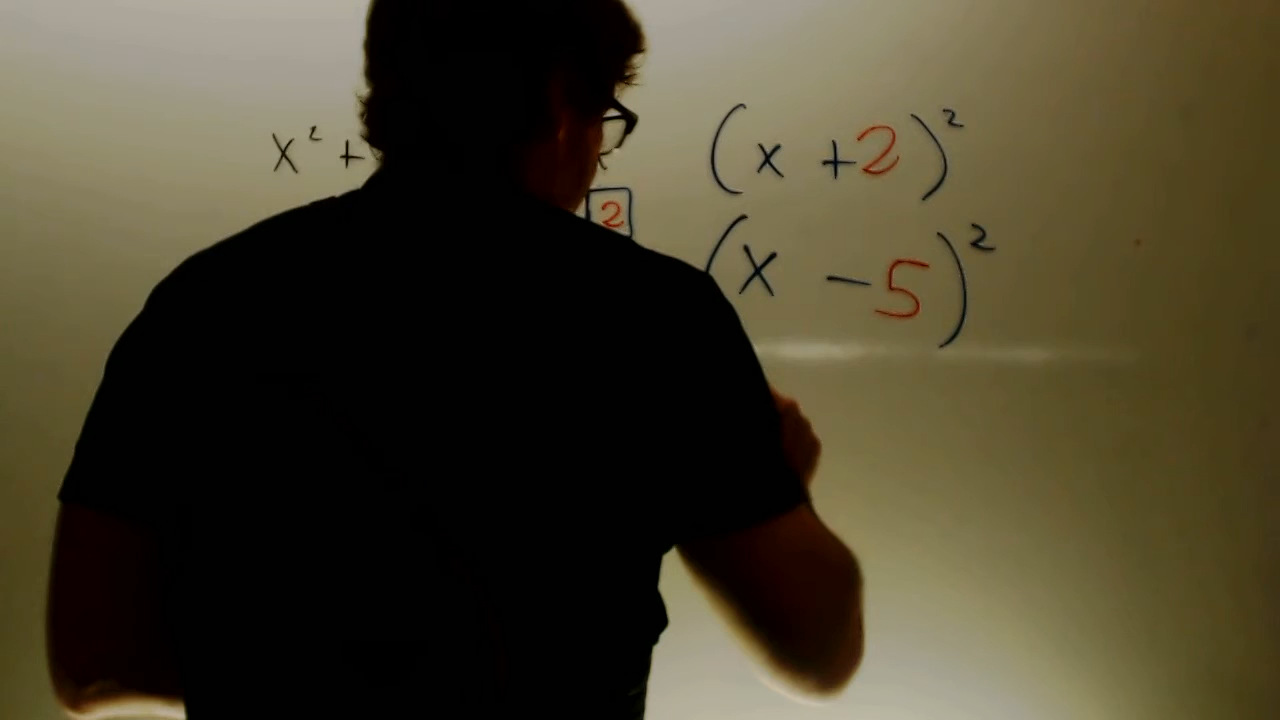 x² + (x + 2)²
2
(x - 5)²